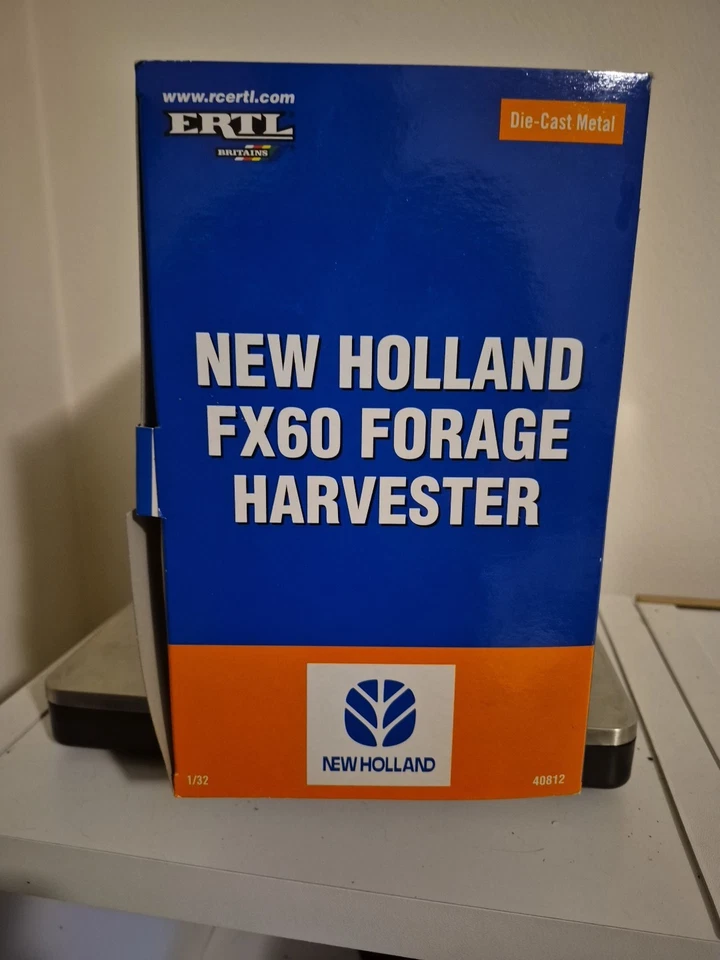 www.rcertl.com
ERTL
BRITAINS
Die-Cast Metal
NEW HOLLAND
FX60 FORAGE
HARVESTER
NEW HOLLAND
1/32
40812